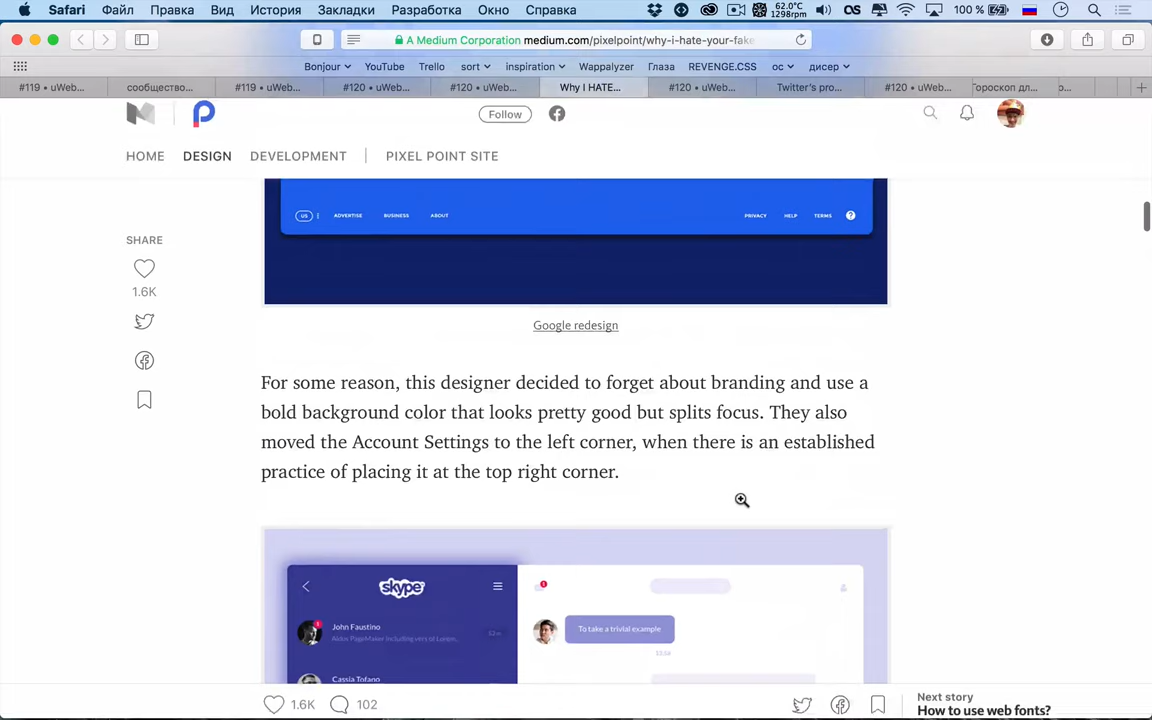 Safari Файл Правка Вид История Закладки Разработка Окно Справка 62.0°C 1298rpm 100 %
A Medium Corporation medium.com/pixelpoint/why-i-hate-your-fake-
Bonjour YouTube Trello sort inspiration Wappalyzer Глаза REVENGE.CSS ос дисер
#119 • uWeb... сообщество... #119 • uWeb... #120 • uWeb... #120 • uWeb... Why I HATE... #120 • uWeb... Twitter's pro... #120 • uWeb... Гороскоп дл...
Follow
HOME DESIGN DEVELOPMENT PIXEL POINT SITE
US ADVERTISE BUSINESS ABOUT PRIVACY HELP TERMS ?
SHARE
1.6K
Google redesign
For some reason, this designer decided to forget about branding and use a
bold background color that looks pretty good but splits focus. They also
moved the Account Settings to the left corner, when there is an established
practice of placing it at the top right corner.
skype
John Faustino
Aldus PageMaker including vers of Lorem.
To take a trivial example
Cassia Tofano
1.6K 102
Next story
How to use web fonts?